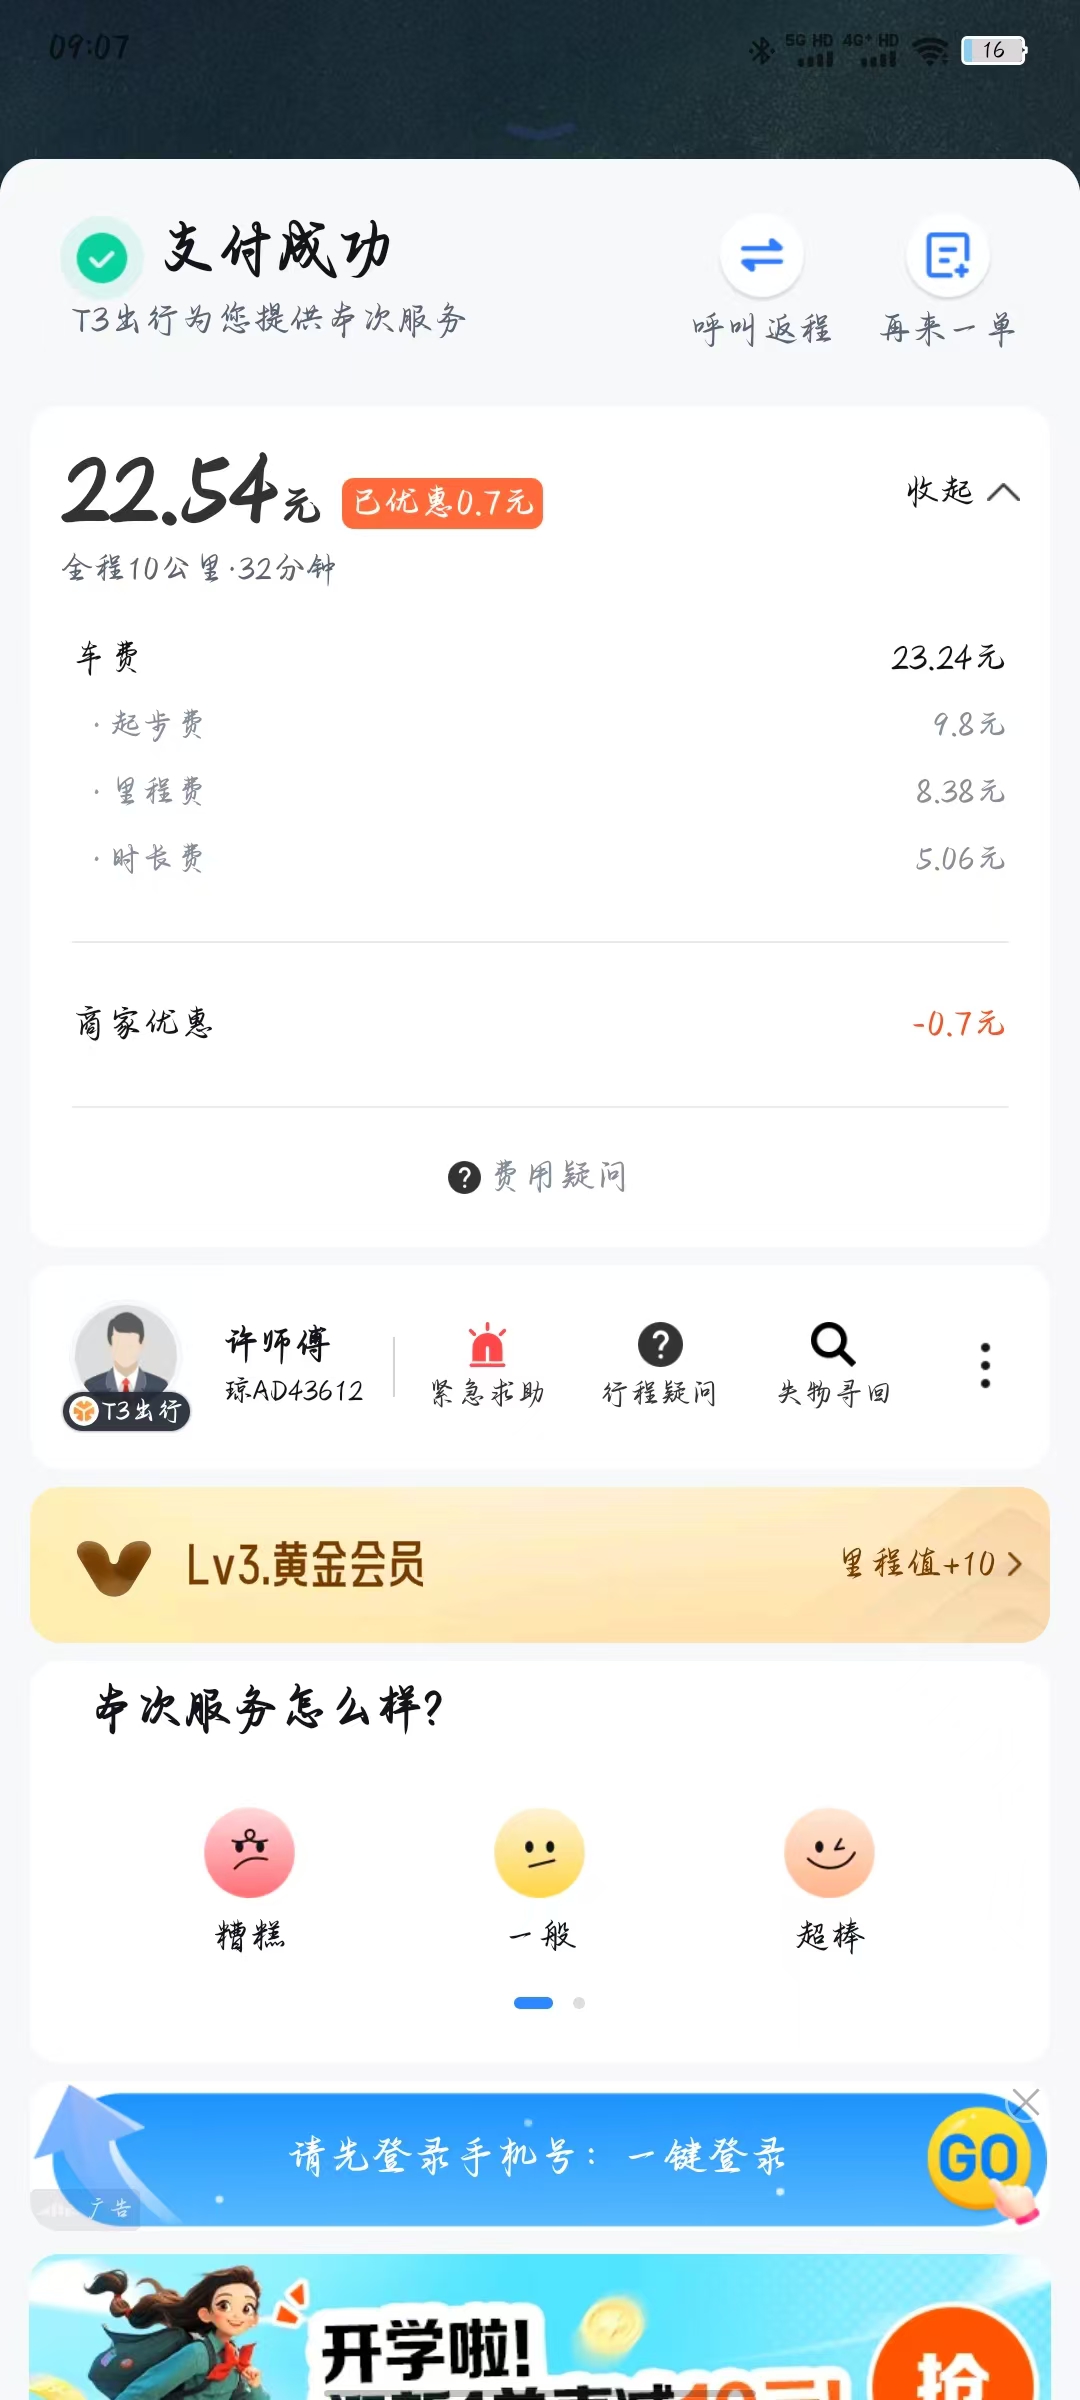 09:07
5G HD 4G+ HD
16
支付成功
T3出行为您提供本次服务
呼叫返程
再来一单
22.54元 已优惠0.7元
收起
全程10公里·32分钟
车费 23.24元
·起步费 9.8元
·里程费 8.38元
·时长费 5.06元
商家优惠 -0.7元
费用疑问
许师傅
琼AD43612
T3出行
紧急求助
行程疑问
失物寻回
Lv3.黄金会员
里程值+10
本次服务怎么样?
糟糕
一般
超棒
请先登录手机号：一键登录
GO
广告
开学啦!
抢